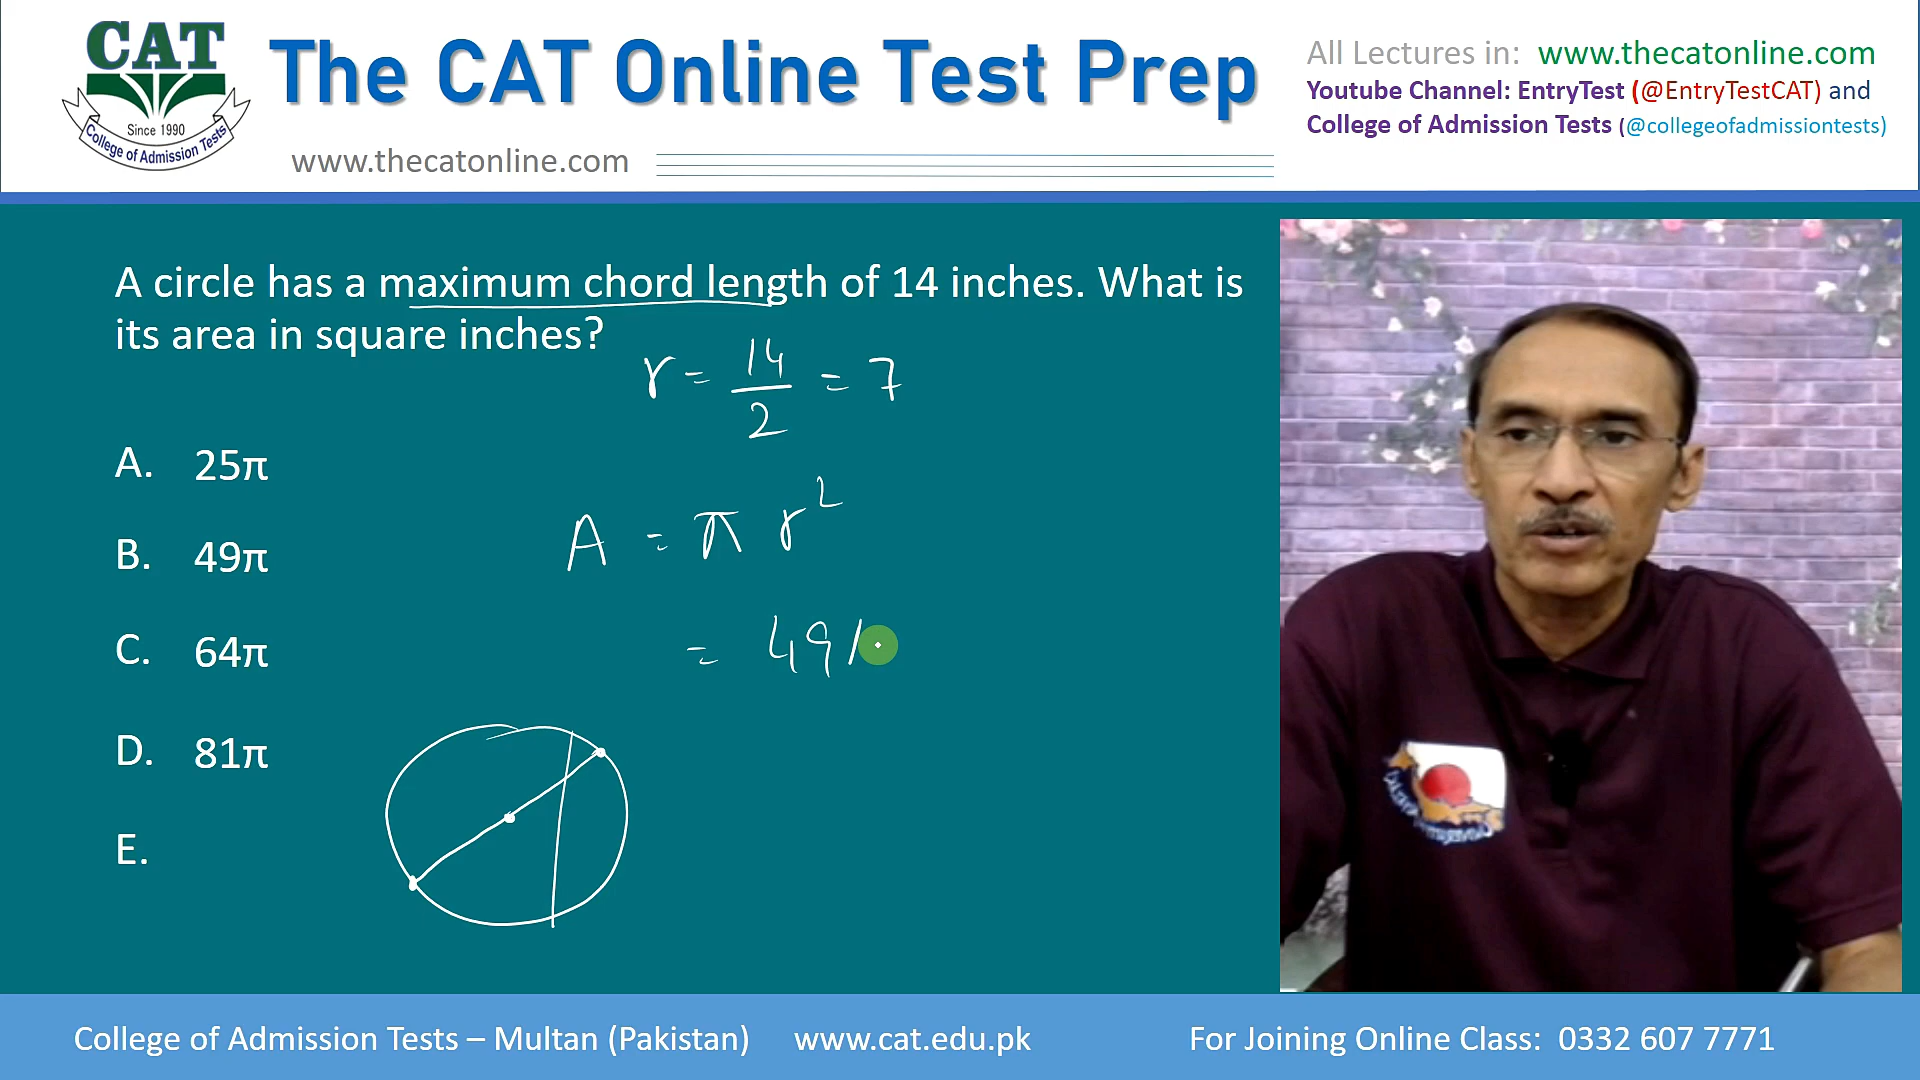 CAT
Since 1990
College of Admission Tests
The CAT Online Test Prep
www.thecatonline.com
All Lectures in: www.thecatonline.com
Youtube Channel: EntryTest (@EntryTestCAT) and
College of Admission Tests (@collegeofadmissiontests)
A circle has a maximum chord length of 14 inches. What is
its area in square inches?
r = 14/2 = 7
A. 25π
B. 49π
C. 64π
D. 81π
E.
A = π r²
= 49
College of Admission Tests – Multan (Pakistan) www.cat.edu.pk For Joining Online Class: 0332 607 7771